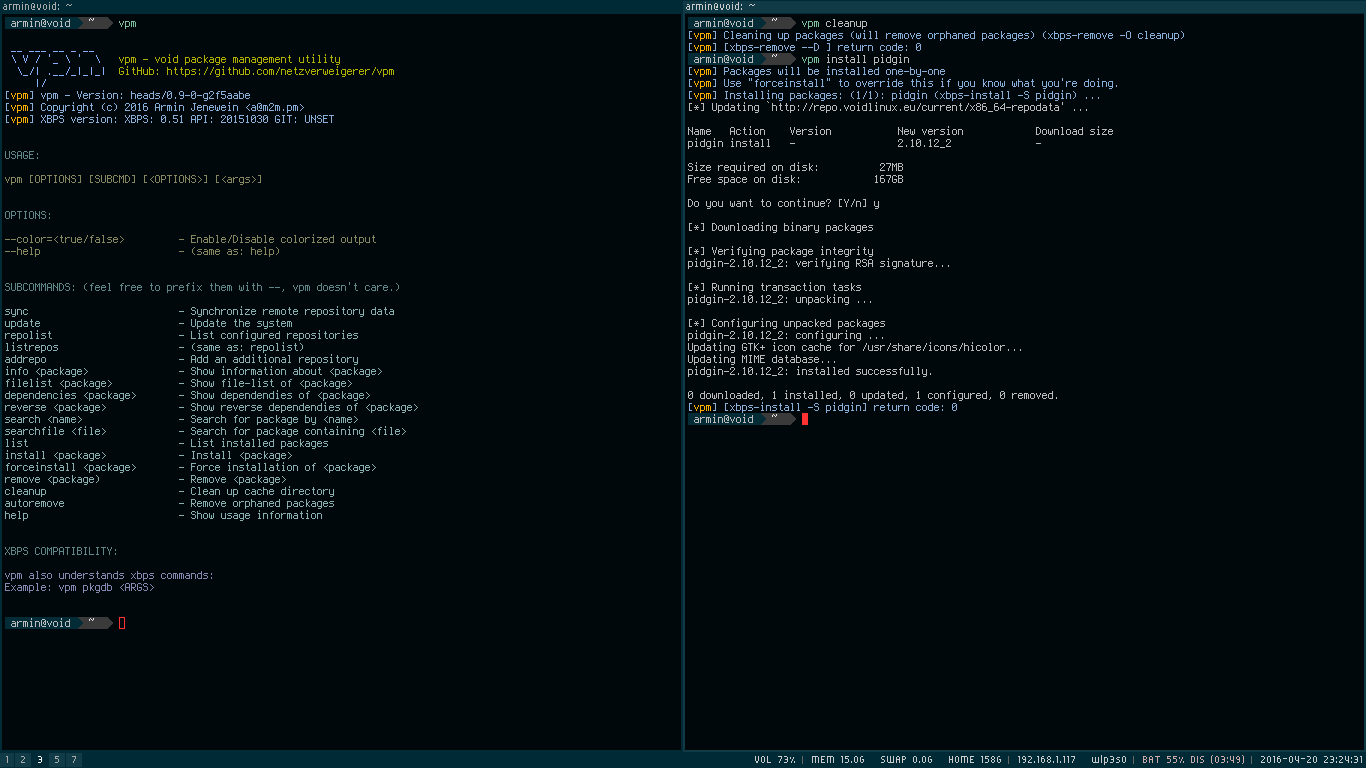 armin@void: ~
armin@void ~ vpm
vpm - void package management utility
GitHub: https://github.com/netzverweigerer/vpm
[vpm] vpm - Version: heads/0.9-0-g2f5aabe
[vpm] Copyright (c) 2016 Armin Jenewein <a@m2m.pm>
[vpm] XBPS version: XBPS: 0.51 API: 20151030 GIT: UNSET
USAGE:
vpm [OPTIONS] [SUBCMD] [<OPTIONS>] [<args>]
OPTIONS:
--color=<true/false> - Enable/Disable colorized output
--help - (same as: help)
SUBCOMMANDS: (feel free to prefix them with --, vpm doesn't care.)
sync - Synchronize remote repository data
update - Update the system
repolist - List configured repositories
listrepos - (same as: repolist)
addrepo - Add an additional repository
info <package> - Show information about <package>
filelist <package> - Show file-list of <package>
dependencies <package> - Show dependendies of <package>
reverse <package> - Show reverse dependendies of <package>
search <name> - Search for package by <name>
searchfile <file> - Search for package containing <file>
list - List installed packages
install <package> - Install <package>
forceinstall <package> - Force installation of <package>
remove <package) - Remove <package>
cleanup - Clean up cache directory
autoremove - Remove orphaned packages
help - Show usage information
XBPS COMPATIBILITY:
vpm also understands xbps commands:
Example: vpm pkgdb <ARGS>
armin@void ~
armin@void: ~
armin@void ~ vpm cleanup
[vpm] Cleaning up packages (will remove orphaned packages) (xbps-remove -O cleanup)
[vpm] [xbps-remove --D ] return code: 0
armin@void ~ vpm install pidgin
[vpm] Packages will be installed one-by-one
[vpm] Use "forceinstall" to override this if you know what you're doing.
[vpm] Installing packages: (1/1): pidgin (xbps-install -S pidgin) ...
[*] Updating `http://repo.voidlinux.eu/current/x86_64-repodata' ...
Name Action Version New version Download size
pidgin install - 2.10.12_2 -
Size required on disk: 27MB
Free space on disk: 167GB
Do you want to continue? [Y/n] y
[*] Downloading binary packages
[*] Verifying package integrity
pidgin-2.10.12_2: verifying RSA signature...
[*] Running transaction tasks
pidgin-2.10.12_2: unpacking ...
[*] Configuring unpacked packages
pidgin-2.10.12_2: configuring ...
Updating GTK+ icon cache for /usr/share/icons/hicolor...
Updating MIME database...
pidgin-2.10.12_2: installed successfully.
0 downloaded, 1 installed, 0 updated, 1 configured, 0 removed.
[vpm] [xbps-install -S pidgin] return code: 0
armin@void ~
1 2 3 5 7
VOL 73% | MEM 15.06 SWAP 0.06 HOME 1586 | 192.168.1.117 wlp3s0 | BAT 55% DIS (03:49) | 2016-04-20 23:24:31